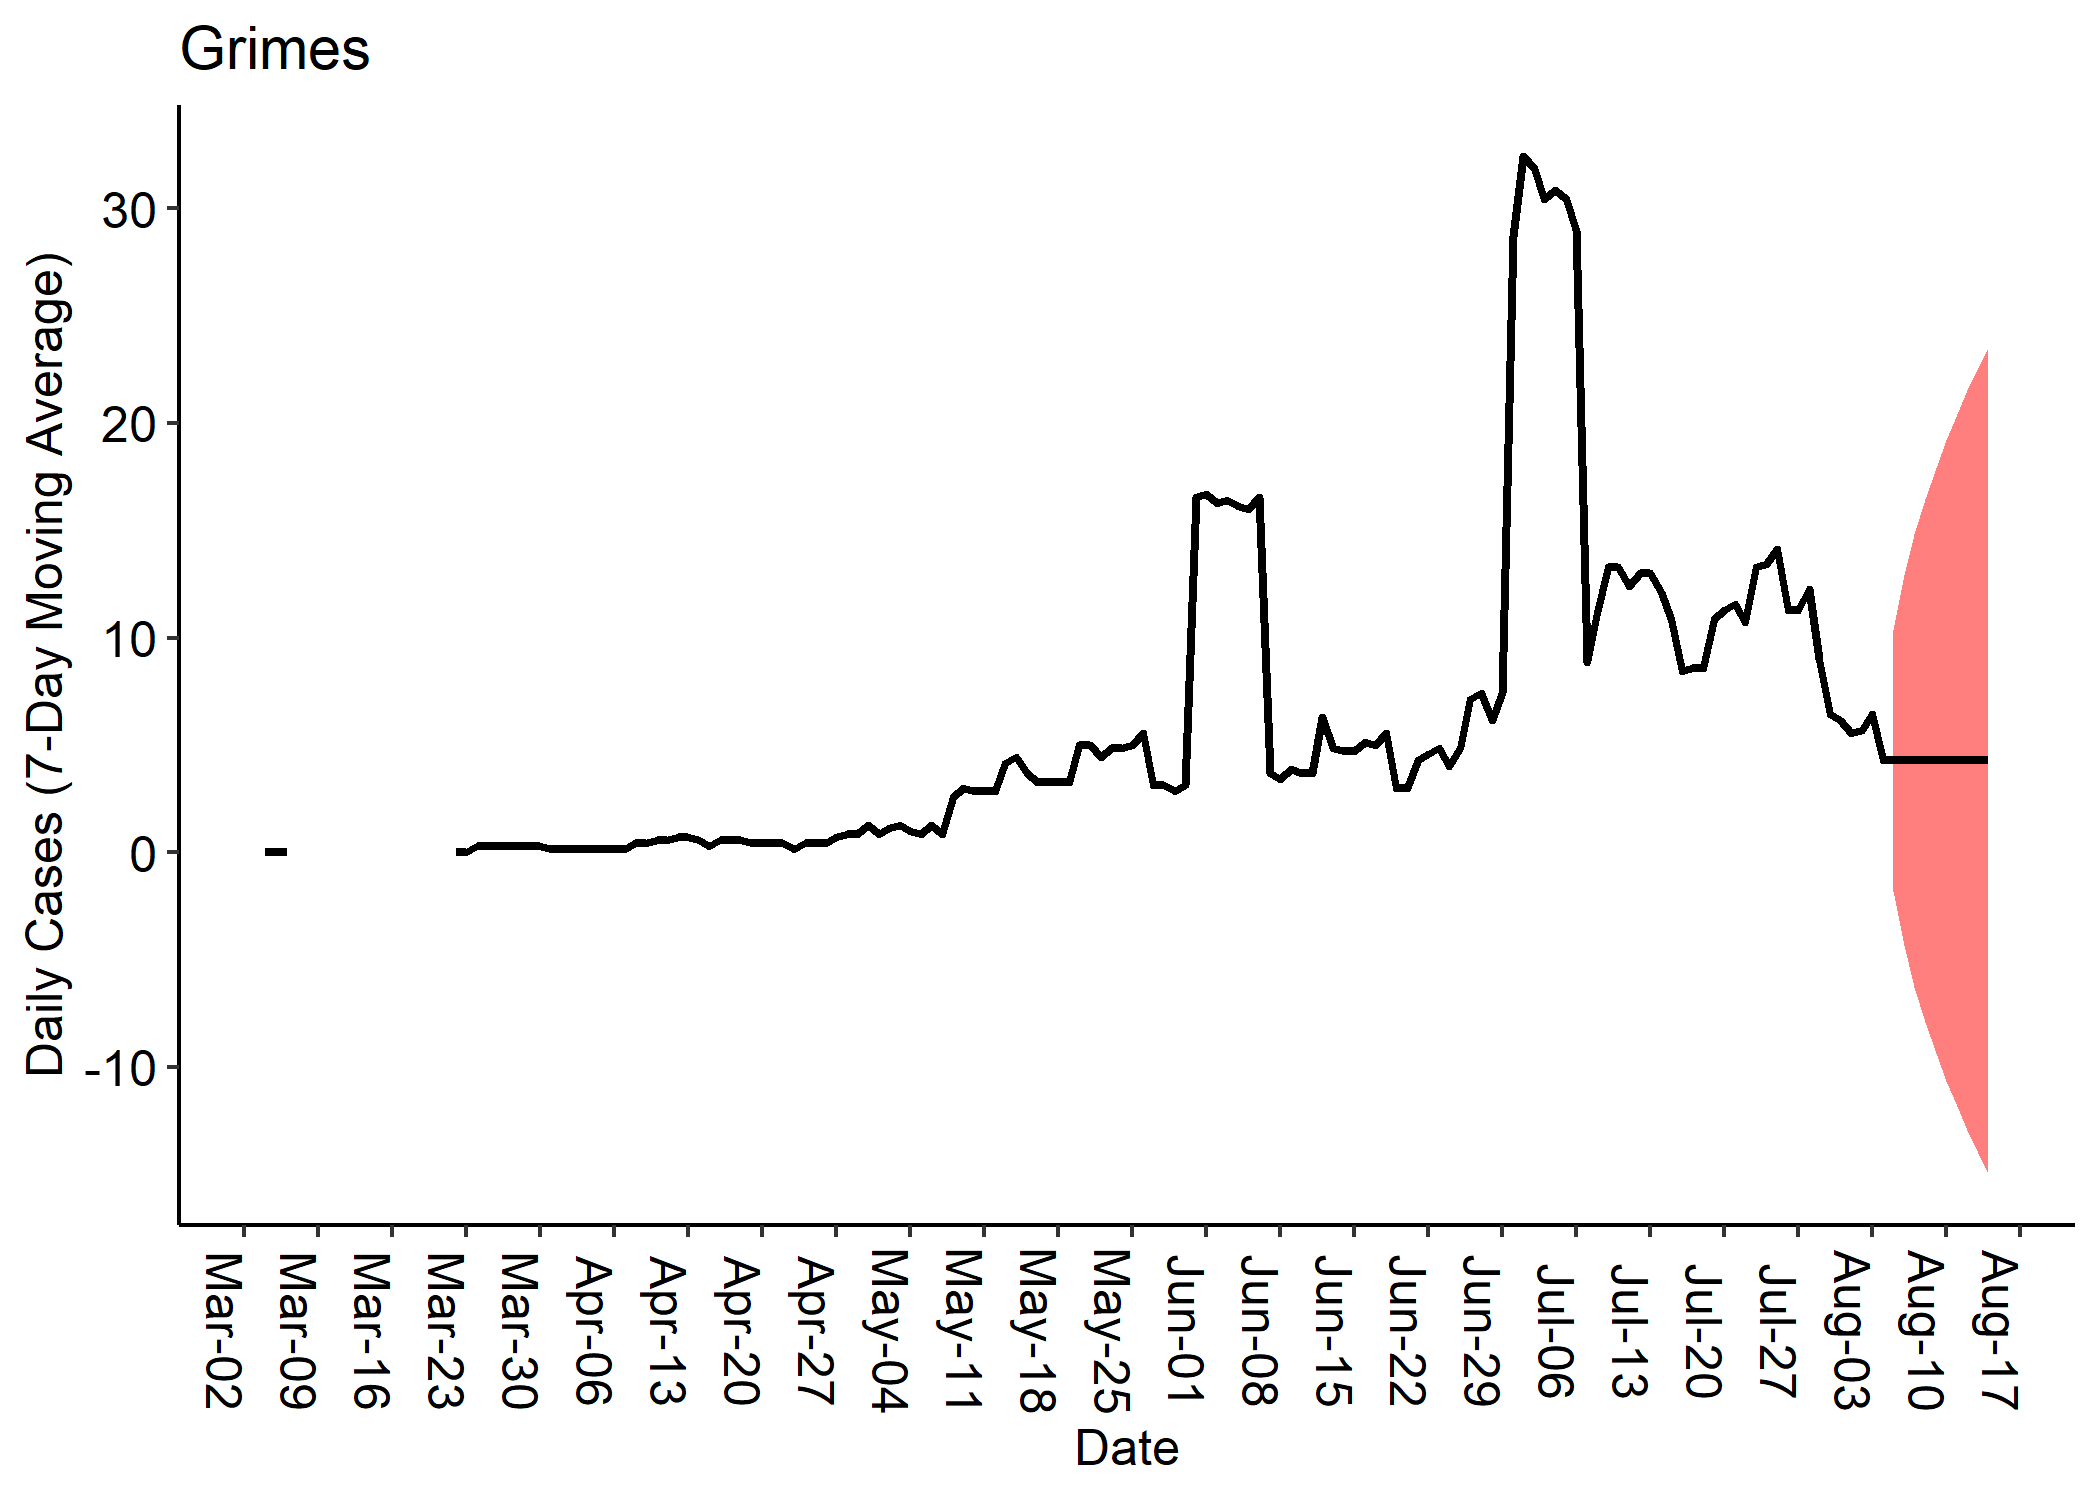 Grimes
Daily Cases (7-Day Moving Average)
30
20
10
0
-10
Mar-02
Mar-09
Mar-16
Mar-23
Mar-30
Apr-06
Apr-13
Apr-20
Apr-27
May-04
May-11
May-18
May-25
Jun-01
Jun-08
Jun-15
Jun-22
Jun-29
Jul-06
Jul-13
Jul-20
Jul-27
Aug-03
Aug-10
Aug-17
Date